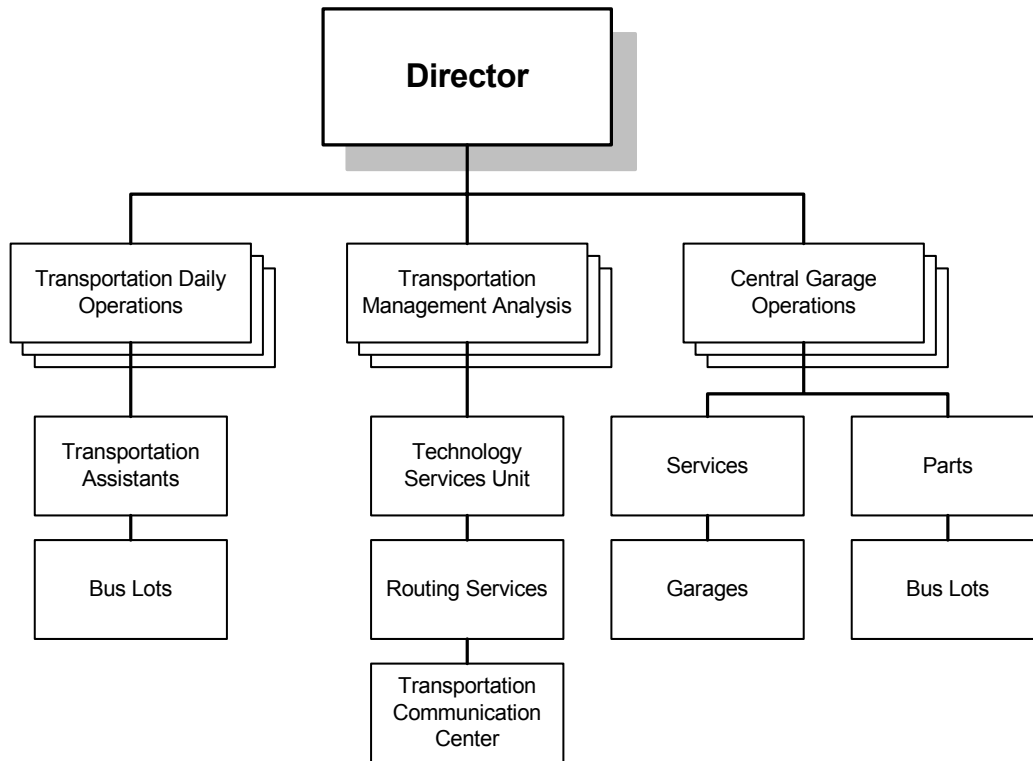 Director
Transportation Daily
Operations
Transportation
Management Analysis
Central Garage
Operations
Transportation
Assistants
Technology
Services Unit
Services
Parts
Bus Lots
Routing Services
Garages
Bus Lots
Transportation
Communication
Center